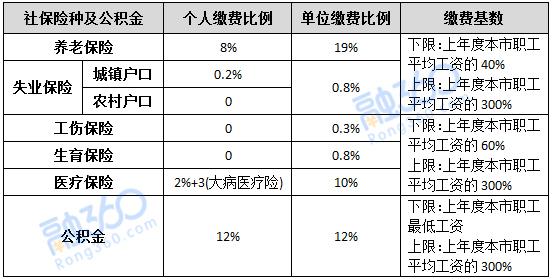 社保险种及公积金 个人缴费比例 单位缴费比例 缴费基数
养老保险 8% 19%
下限:上年度本市职工
平均工资的40%
上限:上年度本市职工
平均工资的300%
失业保险 城镇户口 0.2% 0.8%
农村户口 0
工伤保险 0 0.3%
下限:上年度本市职工
平均工资的60%
上限:上年度本市职工
平均工资的300%
生育保险 0 0.8%
医疗保险 2%+3(大病医疗险) 10%
公积金 12% 12%
下限:上年度本市职工
最低工资
上限:上年度本市职工
平均工资的300%
融360
Rong360.com
融360
Rong360.com